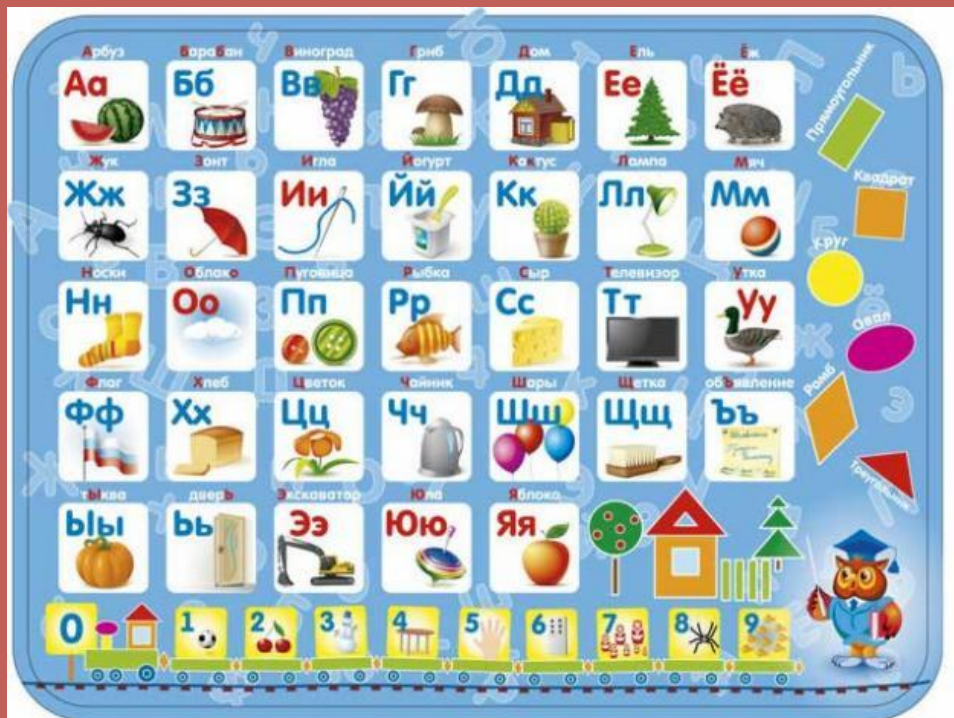 Арбуз Барабан Виноград Гриб Дом Ель Ёж
Аа Бб Вв Гг Дд Ее Ёё
Жук Зонт Игла Йогурт Кактус Лампа Мяч
Жж Зз Ии Йй Кк Лл Мм
Носки Облако Пуговица Рыбка Сыр Телевизор Утка
Нн Оо Пп Рр Сс Тт Уу
Флаг Хлеб Цветок Чайник Шары Щетка обЪявление
Фф Хх Цц Чч Шш Щщ Ъъ
тЫква дверЬ Экскаватор Юла Яблоко
Ыы Ьь Ээ Юю Яя
Прямоугольник
Квадрат
Круг
Овал
Ромб
Треугольник
0 1 2 3 4 5 6 7 8 9